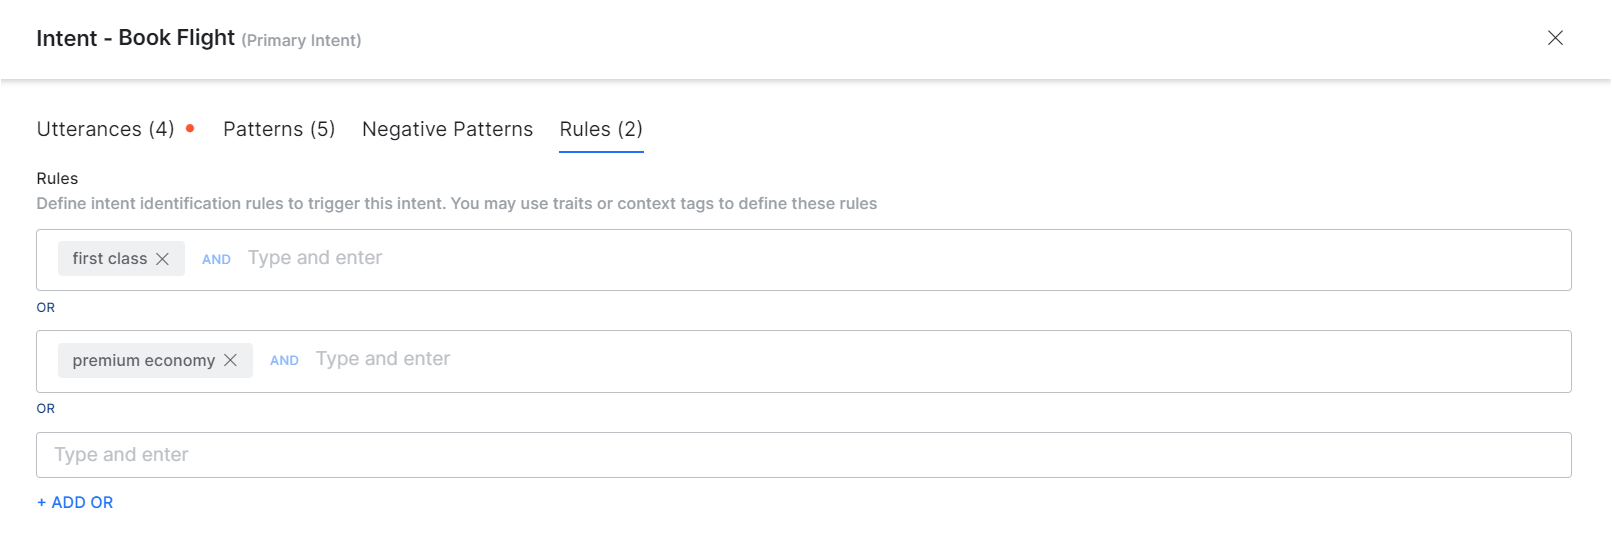 Intent - Book Flight (Primary Intent)
Utterances (4) Patterns (5) Negative Patterns Rules (2)
Rules
Define intent identification rules to trigger this intent. You may use traits or context tags to define these rules
first class AND Type and enter
OR
premium economy AND Type and enter
OR
Type and enter
+ ADD OR